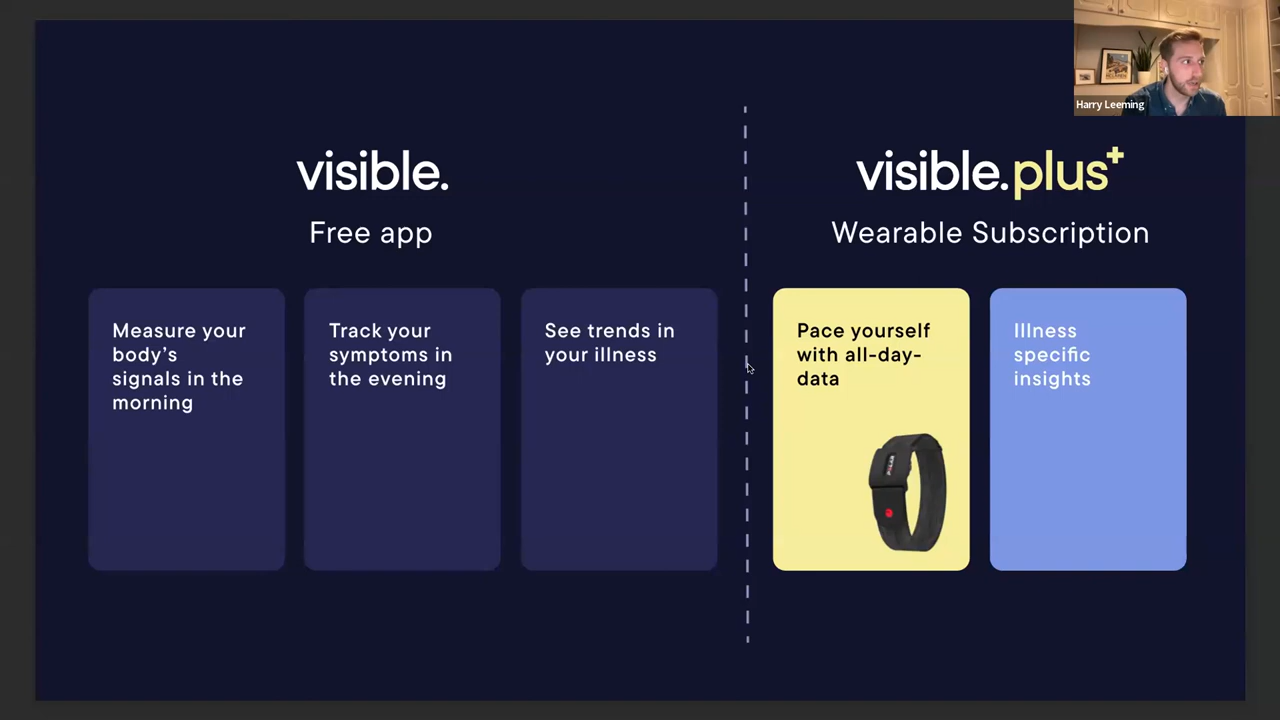 Harry Leeming
visible.
Free app
Measure your
body's
signals in the
morning
Track your
symptoms in
the evening
See trends in
your illness
visible.plus+
Wearable Subscription
Pace yourself
with all-day-
data
POLAR
Illness
specific
insights